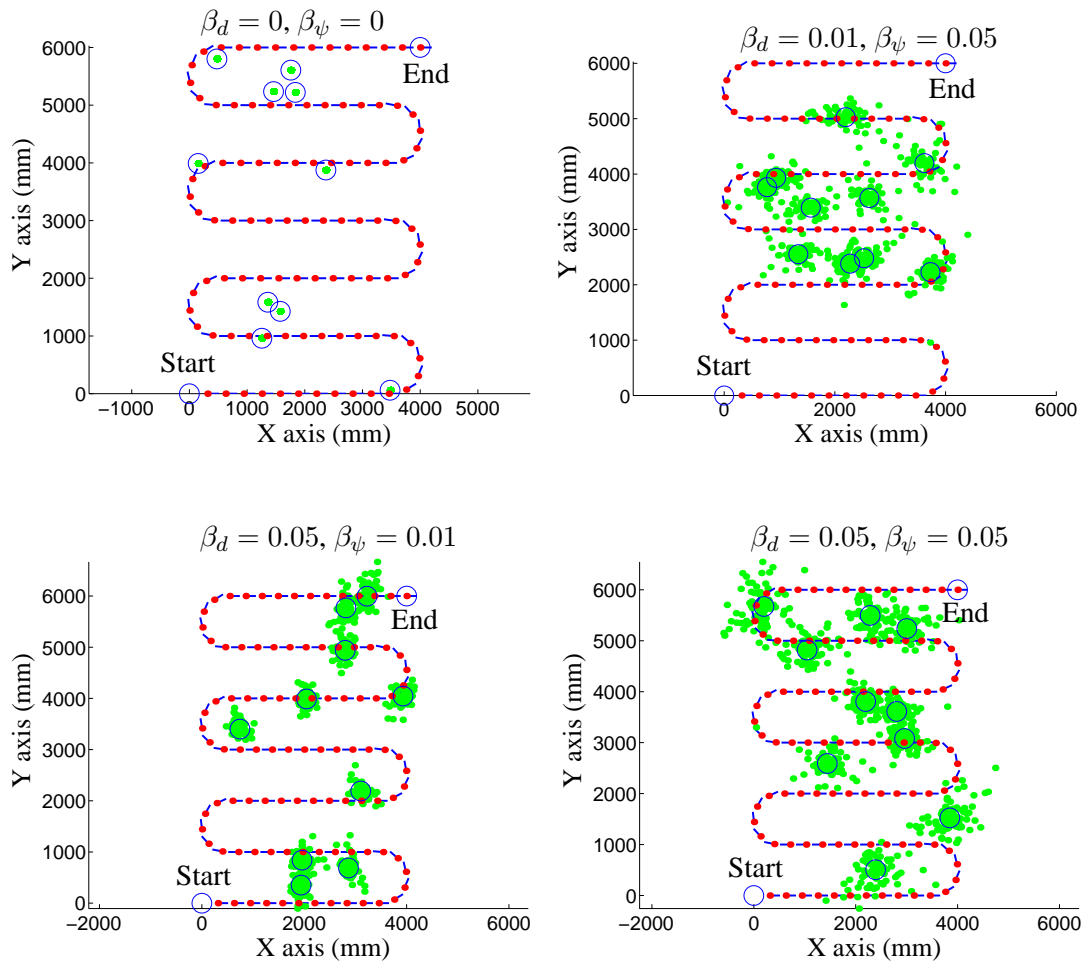 β_d = 0, β_ψ = 0
6000
5000
4000
3000
2000
1000
0
Y axis (mm)
End
Start
−1000 0 1000 2000 3000 4000 5000
X axis (mm)
β_d = 0.01, β_ψ = 0.05
6000
5000
4000
3000
2000
1000
0
Y axis (mm)
End
Start
0 2000 4000 6000
X axis (mm)
β_d = 0.05, β_ψ = 0.01
6000
5000
4000
3000
2000
1000
0
Y axis (mm)
End
Start
−2000 0 2000 4000 6000
X axis (mm)
β_d = 0.05, β_ψ = 0.05
6000
5000
4000
3000
2000
1000
0
Y axis (mm)
End
Start
−2000 0 2000 4000 6000
X axis (mm)